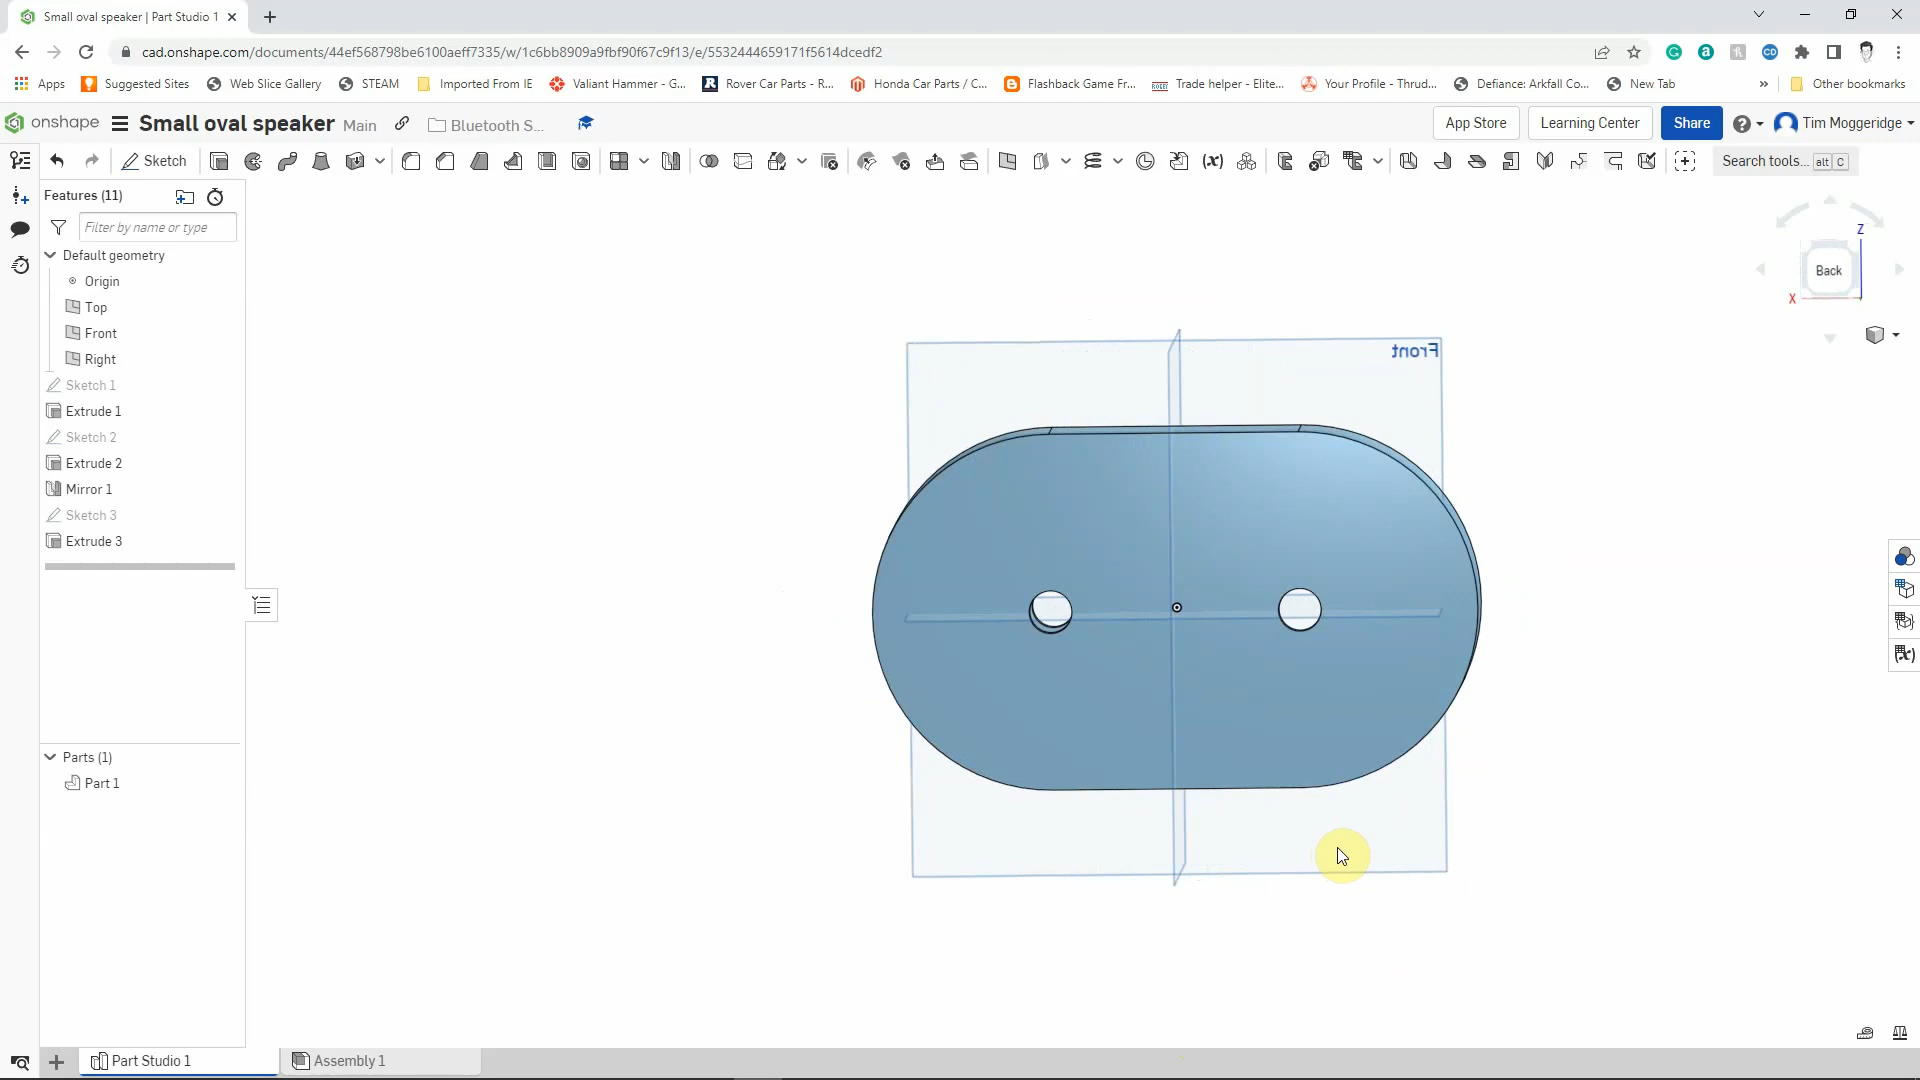 Small oval speaker | Part Studio 1
cad.onshape.com/documents/44ef568798be6100aeff7335/w/1c6bb8909a9fbf90f67c9f13/e/5532444659171f5614dcedf2
Apps Suggested Sites Web Slice Gallery STEAM Imported From IE Valiant Hammer - G... Rover Car Parts - R... Honda Car Parts / C... Flashback Game Fr... Trade helper - Elite... Your Profile - Thrud... Defiance: Arkfall Co... New Tab » Other bookmarks
onshape Small oval speaker Main Bluetooth S... App Store Learning Center Share Tim Moggeridge
Sketch Search tools... alt C
Features (11)
Filter by name or type
Default geometry
Origin
Top
Front
Right
Sketch 1
Extrude 1
Sketch 2
Extrude 2
Mirror 1
Sketch 3
Extrude 3
Parts (1)
Part 1
Front
Z
Back
X
Part Studio 1 Assembly 1